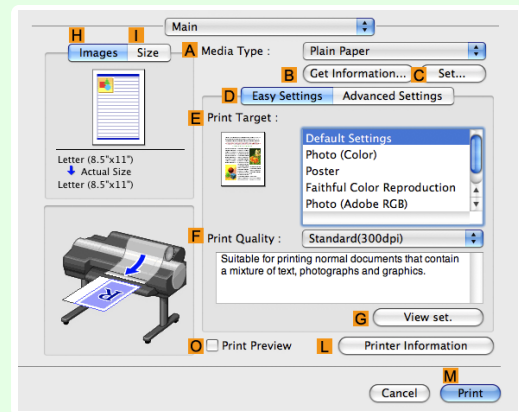 Main
H I
Images Size
A Media Type : Plain Paper
B Get Information... C Set...
D Easy Settings Advanced Settings
E Print Target :
Default Settings
Photo (Color)
Poster
Faithful Color Reproduction
Photo (Adobe RGB)
Letter (8.5"x11")
Actual Size
Letter (8.5"x11")
F Print Quality : Standard(300dpi)
Suitable for printing normal documents that contain
a mixture of text, photographs and graphics.
G View set.
O Print Preview L Printer Information
M
Cancel Print